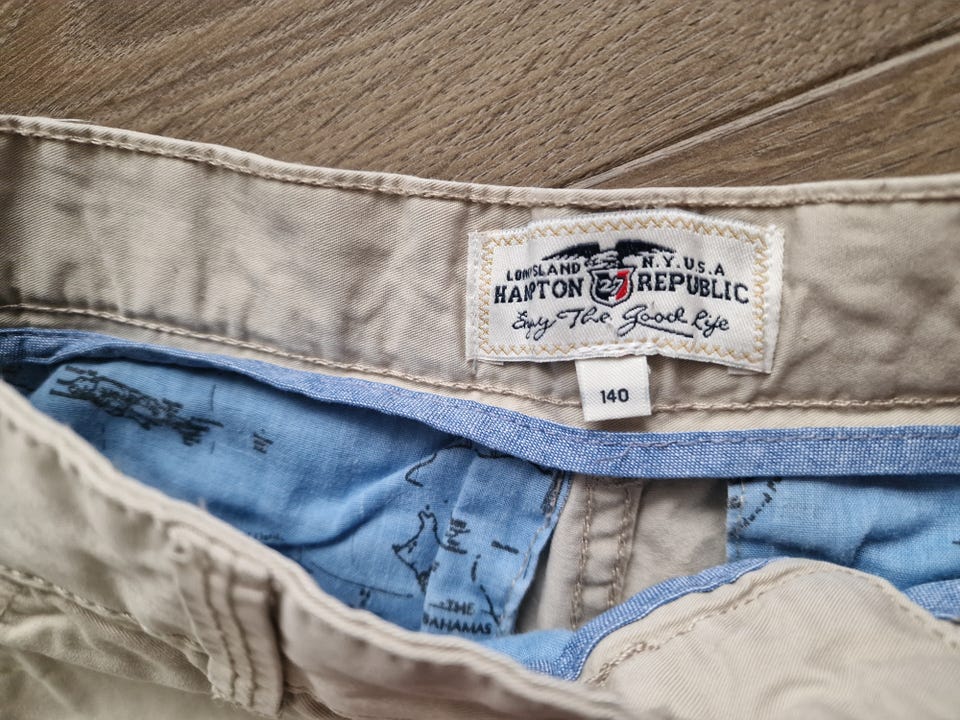 LONG ISLAND N.Y.U.S.A
HAMPTON 27 REPUBLIC
Enjoy The Good Life
140
THE
BAHAMAS